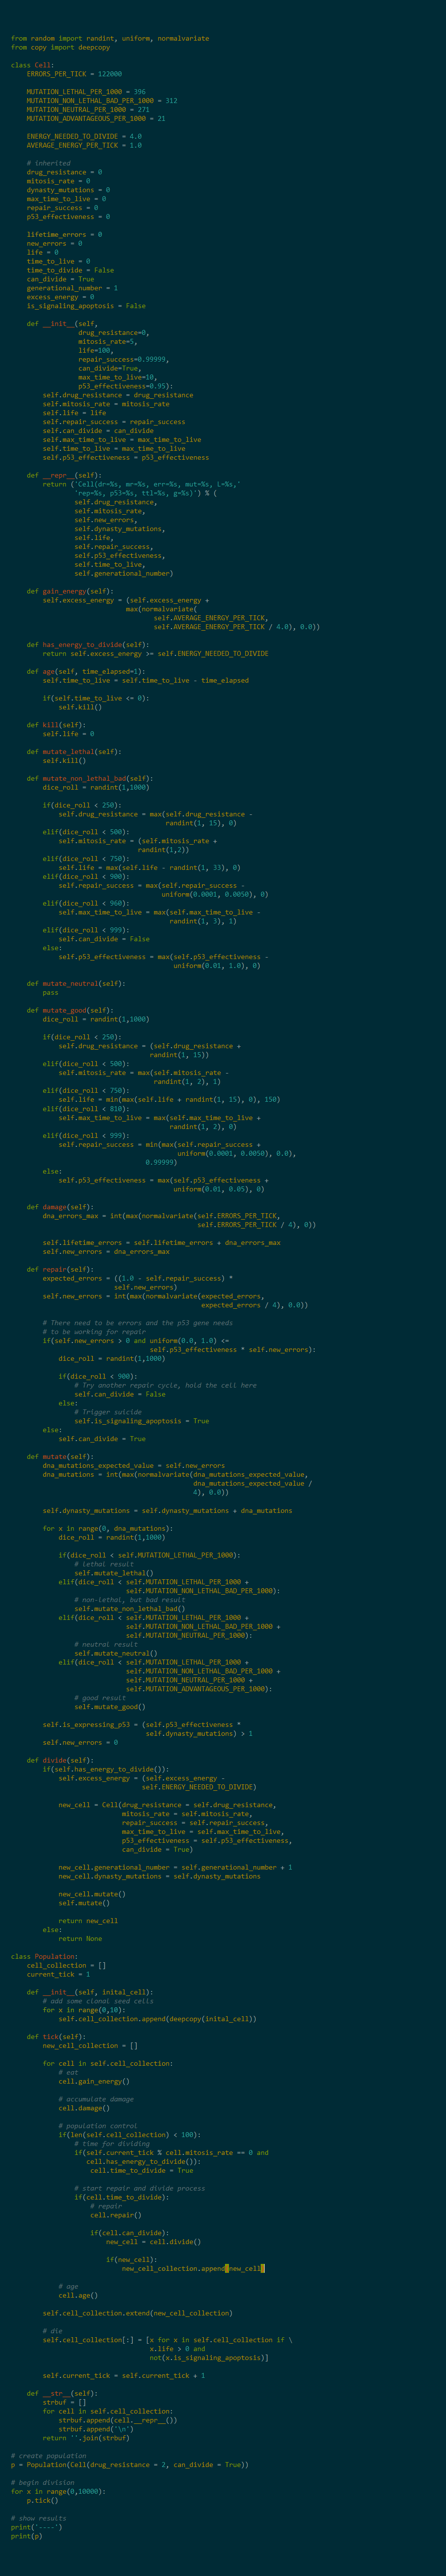 from random import randint, uniform, normalvariate
from copy import deepcopy

class Cell:
    ERRORS_PER_TICK = 122000

    MUTATION_LETHAL_PER_1000 = 396
    MUTATION_NON_LETHAL_BAD_PER_1000 = 312
    MUTATION_NEUTRAL_PER_1000 = 271
    MUTATION_ADVANTAGEOUS_PER_1000 = 21

    ENERGY_NEEDED_TO_DIVIDE = 4.0
    AVERAGE_ENERGY_PER_TICK = 1.0

    # inherited
    drug_resistance = 0
    mitosis_rate = 0
    dynasty_mutations = 0
    max_time_to_live = 0
    repair_success = 0
    p53_effectiveness = 0

    lifetime_errors = 0
    new_errors = 0
    life = 0
    time_to_live = 0
    time_to_divide = False
    can_divide = True
    generational_number = 1
    excess_energy = 0
    is_signaling_apoptosis = False

    def __init__(self,
                 drug_resistance=0,
                 mitosis_rate=5,
                 life=100,
                 repair_success=0.99999,
                 can_divide=True,
                 max_time_to_live=10,
                 p53_effectiveness=0.95):
        self.drug_resistance = drug_resistance
        self.mitosis_rate = mitosis_rate
        self.life = life
        self.repair_success = repair_success
        self.can_divide = can_divide
        self.max_time_to_live = max_time_to_live
        self.time_to_live = max_time_to_live
        self.p53_effectiveness = p53_effectiveness

    def __repr__(self):
        return ('Cell(dr=%s, mr=%s, err=%s, mut=%s, L=%s,'
                'rep=%s, p53=%s, ttl=%s, g=%s)') % (
                self.drug_resistance,
                self.mitosis_rate,
                self.new_errors,
                self.dynasty_mutations,
                self.life,
                self.repair_success,
                self.p53_effectiveness,
                self.time_to_live,
                self.generational_number)

    def gain_energy(self):
        self.excess_energy = (self.excess_energy +
                             max(normalvariate(
                                    self.AVERAGE_ENERGY_PER_TICK,
                                    self.AVERAGE_ENERGY_PER_TICK / 4.0), 0.0))

    def has_energy_to_divide(self):
        return self.excess_energy >= self.ENERGY_NEEDED_TO_DIVIDE

    def age(self, time_elapsed=1):
        self.time_to_live = self.time_to_live - time_elapsed

        if(self.time_to_live <= 0):
            self.kill()

    def kill(self):
        self.life = 0

    def mutate_lethal(self):
        self.kill()

    def mutate_non_lethal_bad(self):
        dice_roll = randint(1,1000)

        if(dice_roll < 250):
            self.drug_resistance = max(self.drug_resistance -
                                       randint(1, 15), 0)
        elif(dice_roll < 500):
            self.mitosis_rate = (self.mitosis_rate +
                                randint(1,2))
        elif(dice_roll < 750):
            self.life = max(self.life - randint(1, 33), 0)
        elif(dice_roll < 900):
            self.repair_success = max(self.repair_success -
                                      uniform(0.0001, 0.0050), 0)
        elif(dice_roll < 960):
            self.max_time_to_live = max(self.max_time_to_live -
                                        randint(1, 3), 1)
        elif(dice_roll < 999):
            self.can_divide = False
        else:
            self.p53_effectiveness = max(self.p53_effectiveness -
                                         uniform(0.01, 1.0), 0)

    def mutate_neutral(self):
        pass

    def mutate_good(self):
        dice_roll = randint(1,1000)

        if(dice_roll < 250):
            self.drug_resistance = (self.drug_resistance +
                                   randint(1, 15))
        elif(dice_roll < 500):
            self.mitosis_rate = max(self.mitosis_rate -
                                    randint(1, 2), 1)
        elif(dice_roll < 750):
            self.life = min(max(self.life + randint(1, 15), 0), 150)
        elif(dice_roll < 810):
            self.max_time_to_live = max(self.max_time_to_live +
                                        randint(1, 2), 0)
        elif(dice_roll < 999):
            self.repair_success = min(max(self.repair_success +
                                          uniform(0.0001, 0.0050), 0.0),
                                  0.99999)
        else:
            self.p53_effectiveness = max(self.p53_effectiveness +
                                         uniform(0.01, 0.05), 0)

    def damage(self):
        dna_errors_max = int(max(normalvariate(self.ERRORS_PER_TICK,
                                               self.ERRORS_PER_TICK / 4), 0))

        self.lifetime_errors = self.lifetime_errors + dna_errors_max
        self.new_errors = dna_errors_max

    def repair(self):
        expected_errors = ((1.0 - self.repair_success) *
                          self.new_errors)
        self.new_errors = int(max(normalvariate(expected_errors,
                                                expected_errors / 4), 0.0))

        # There need to be errors and the p53 gene needs
        # to be working for repair
        if(self.new_errors > 0 and uniform(0.0, 1.0) <=
                                   self.p53_effectiveness * self.new_errors):
            dice_roll = randint(1,1000)

            if(dice_roll < 900):
                # Try another repair cycle, hold the cell here
                self.can_divide = False
            else:
                # Trigger suicide
                self.is_signaling_apoptosis = True
        else:
            self.can_divide = True

    def mutate(self):
        dna_mutations_expected_value = self.new_errors
        dna_mutations = int(max(normalvariate(dna_mutations_expected_value,
                                              dna_mutations_expected_value /
                                              4), 0.0))

        self.dynasty_mutations = self.dynasty_mutations + dna_mutations

        for x in range(0, dna_mutations):
            dice_roll = randint(1,1000)

            if(dice_roll < self.MUTATION_LETHAL_PER_1000):
                # lethal result
                self.mutate_lethal()
            elif(dice_roll < self.MUTATION_LETHAL_PER_1000 +
                             self.MUTATION_NON_LETHAL_BAD_PER_1000):
                # non-lethal, but bad result
                self.mutate_non_lethal_bad()
            elif(dice_roll < self.MUTATION_LETHAL_PER_1000 +
                             self.MUTATION_NON_LETHAL_BAD_PER_1000 +
                             self.MUTATION_NEUTRAL_PER_1000):
                # neutral result
                self.mutate_neutral()
            elif(dice_roll < self.MUTATION_LETHAL_PER_1000 +
                             self.MUTATION_NON_LETHAL_BAD_PER_1000 +
                             self.MUTATION_NEUTRAL_PER_1000 +
                             self.MUTATION_ADVANTAGEOUS_PER_1000):
                # good result
                self.mutate_good()

        self.is_expressing_p53 = (self.p53_effectiveness *
                                  self.dynasty_mutations) > 1
        self.new_errors = 0

    def divide(self):
        if(self.has_energy_to_divide()):
            self.excess_energy = (self.excess_energy -
                                 self.ENERGY_NEEDED_TO_DIVIDE)

            new_cell = Cell(drug_resistance = self.drug_resistance,
                            mitosis_rate = self.mitosis_rate,
                            repair_success = self.repair_success,
                            max_time_to_live = self.max_time_to_live,
                            p53_effectiveness = self.p53_effectiveness,
                            can_divide = True)

            new_cell.generational_number = self.generational_number + 1
            new_cell.dynasty_mutations = self.dynasty_mutations

            new_cell.mutate()
            self.mutate()

            return new_cell
        else:
            return None

class Population:
    cell_collection = []
    current_tick = 1

    def __init__(self, inital_cell):
        # add some clonal seed cells
        for x in range(0,10):
            self.cell_collection.append(deepcopy(inital_cell))

    def tick(self):
        new_cell_collection = []

        for cell in self.cell_collection:
            # eat
            cell.gain_energy()

            # accumulate damage
            cell.damage()

            # population control
            if(len(self.cell_collection) < 100):
                # time for dividing
                if(self.current_tick % cell.mitosis_rate == 0 and
                   cell.has_energy_to_divide()):
                    cell.time_to_divide = True

                # start repair and divide process
                if(cell.time_to_divide):
                    # repair
                    cell.repair()

                    if(cell.can_divide):
                        new_cell = cell.divide()

                        if(new_cell):
                            new_cell_collection.append(new_cell)

            # age
            cell.age()

        self.cell_collection.extend(new_cell_collection)

        # die
        self.cell_collection[:] = [x for x in self.cell_collection if \
                                   x.life > 0 and
                                   not(x.is_signaling_apoptosis)]

        self.current_tick = self.current_tick + 1

    def __str__(self):
        strbuf = []
        for cell in self.cell_collection:
            strbuf.append(cell.__repr__())
            strbuf.append('\n')
        return ''.join(strbuf)

# create population
p = Population(Cell(drug_resistance = 2, can_divide = True))

# begin division
for x in range(0,10000):
    p.tick()

# show results
print('----')
print(p)